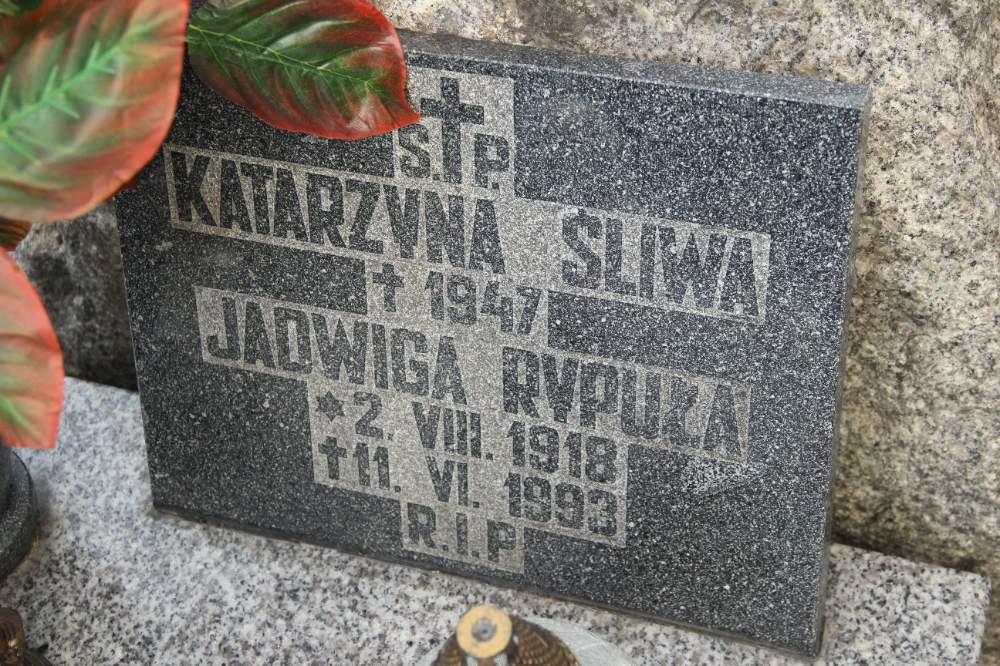 Ś. † P.
KATARZYNA ŚLIWA
† 1947
JADWIGA RYPUŁA
* 2. VIII. 1918
† 11. VI. 1993
R.I.P